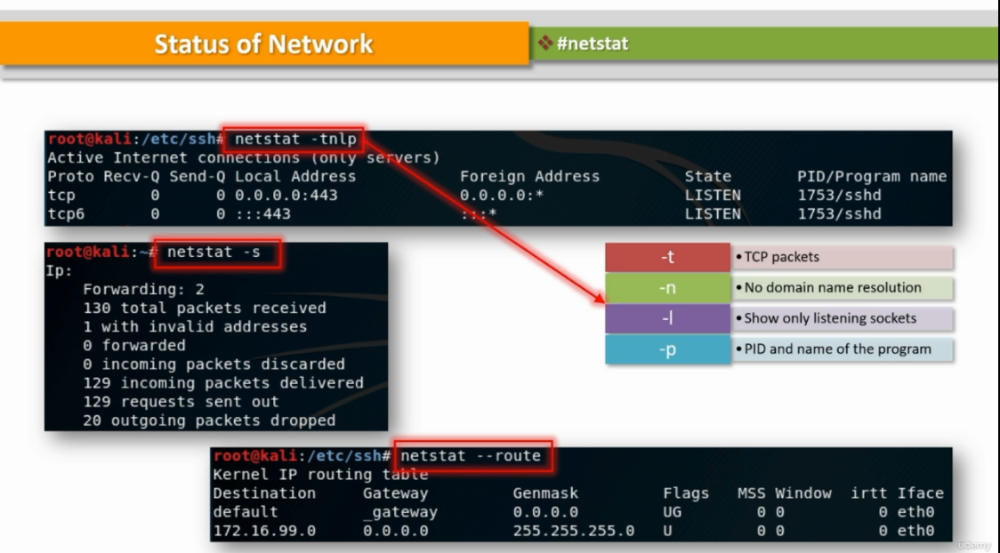 Status of Network
❖ #netstat
root@kali:/etc/ssh# netstat -tnlp
Active Internet connections (only servers)
Proto Recv-Q Send-Q Local Address Foreign Address State PID/Program name
tcp 0 0 0.0.0.0:443 0.0.0.0:* LISTEN 1753/sshd
tcp6 0 0 :::443 :::* LISTEN 1753/sshd
root@kali:~# netstat -s
Ip:
Forwarding: 2
130 total packets received
1 with invalid addresses
0 forwarded
0 incoming packets discarded
129 incoming packets delivered
129 requests sent out
20 outgoing packets dropped
-t • TCP packets
-n • No domain name resolution
-l • Show only listening sockets
-p • PID and name of the program
root@kali:/etc/ssh# netstat --route
Kernel IP routing table
Destination Gateway Genmask Flags MSS Window irtt Iface
default _gateway 0.0.0.0 UG 0 0 0 eth0
172.16.99.0 0.0.0.0 255.255.255.0 U 0 0 0 eth0
Udemy